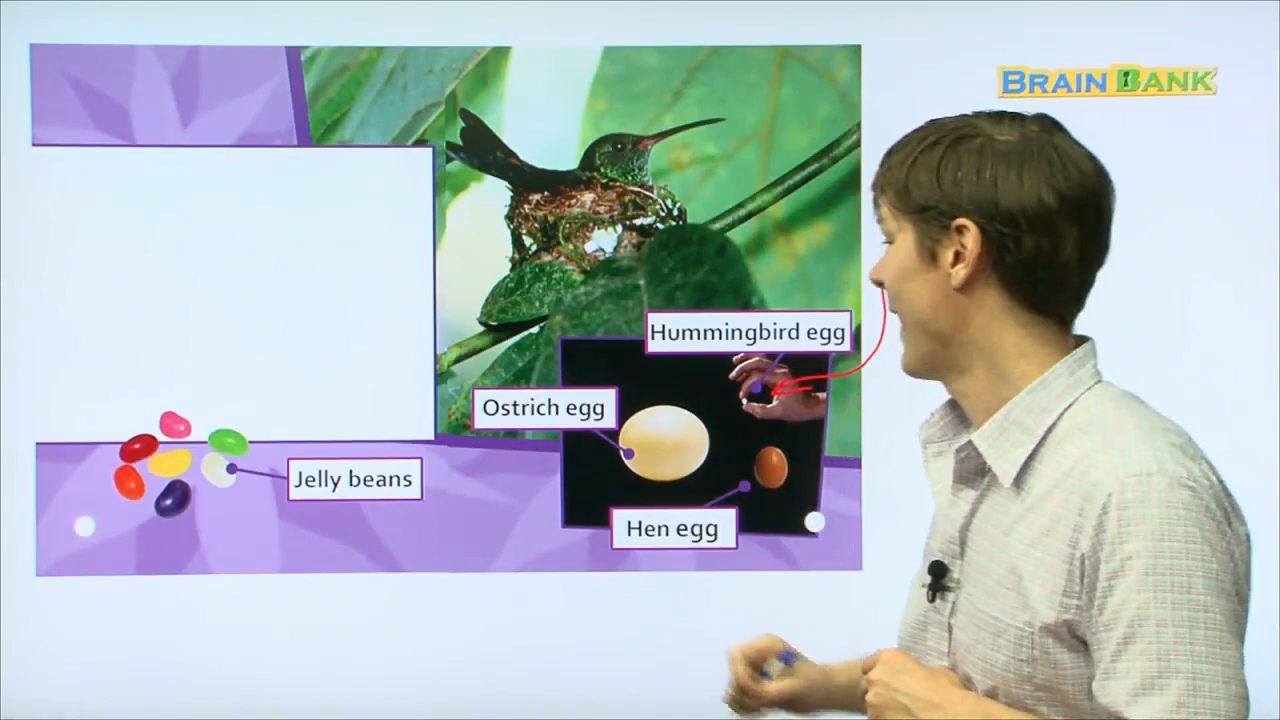 BRAIN BANK
Hummingbird egg
Ostrich egg
Jelly beans
Hen egg